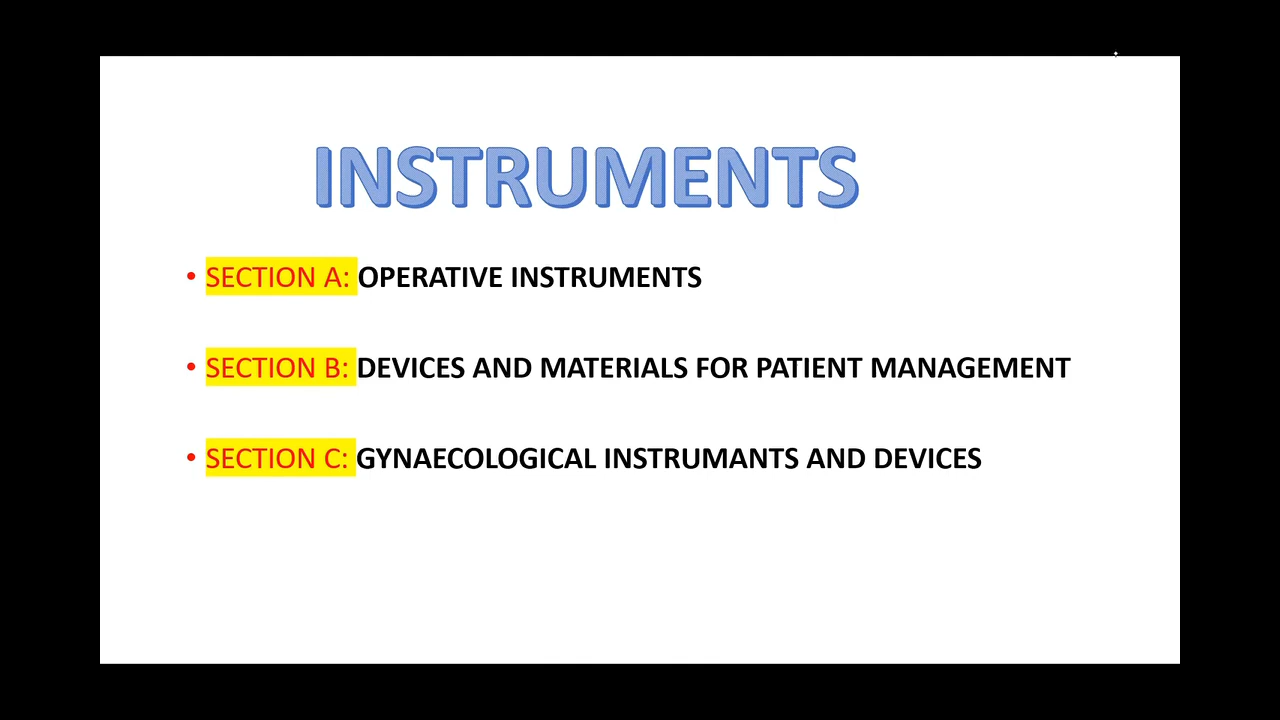 INSTRUMENTS
• SECTION A: OPERATIVE INSTRUMENTS
• SECTION B: DEVICES AND MATERIALS FOR PATIENT MANAGEMENT
• SECTION C: GYNAECOLOGICAL INSTRUMANTS AND DEVICES